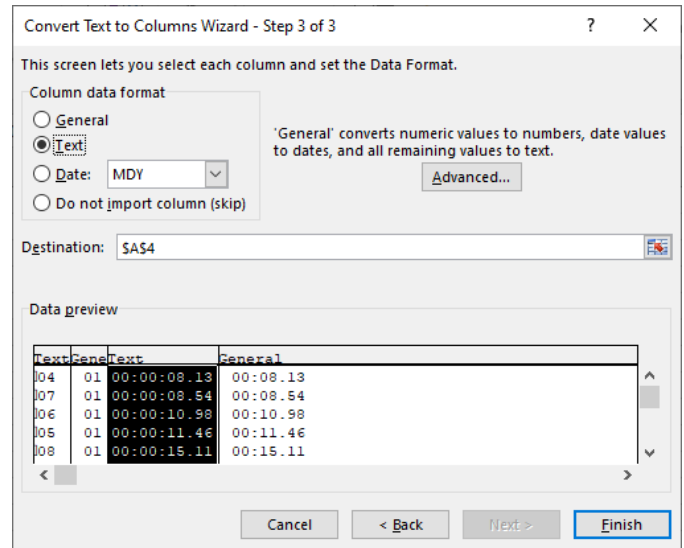 Convert Text to Columns Wizard - Step 3 of 3 ? ×
This screen lets you select each column and set the Data Format.
Column data format
General
Text
Date: MDY
Do not import column (skip)
'General' converts numeric values to numbers, date values
to dates, and all remaining values to text.
Advanced...
Destination: $A$4
Data preview
Text Gene Text General
04 01 00:00:08.13 00:08.13
07 01 00:00:08.54 00:08.54
06 01 00:00:10.98 00:10.98
05 01 00:00:11.46 00:11.46
08 01 00:00:15.11 00:15.11
Cancel < Back Next > Finish